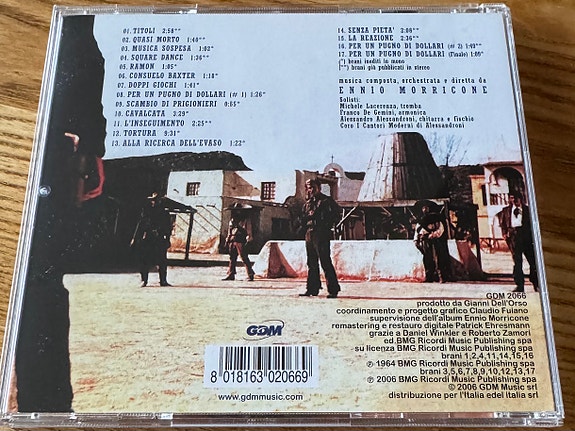 01. TITOLI 2:58**
02. QUASI MORTO 1:40**
03. MUSICA SOSPESA 1:02*
04. SQUARE DANCE 1:36**
05. RAMON 1:05*
06. CONSUELO BAXTER 1:18*
07. DOPPI GIOCHI 1:41*
08. PER UN PUGNO DI DOLLARI (# 1) 1:26*
09. SCAMBIO DI PRIGIONIERI 0:55*
10. CAVALCATA 3:29*
11. L'INSEGUIMENTO 2:25**
12. TORTURA 9:31*
13. ALLA RICERCA DELL'EVASO 1:22*
14. SENZA PIETA' 2:08**
15. LA REAZIONE 2:36**
16. PER UN PUGNO DI DOLLARI (# 2) 1:49**
17. PER UN PUGNO DI DOLLARI (Finale) 1:09*
*) brani inediti in mono
**) brani già pubblicati in stereo
musica composta, orchestrata e diretta da
ENNIO MORRICONE
Solisti:
Michele Lacerenza, tromba
Franco De Gemini, armonica
Alessandro Alessandroni, chitarra e fischio
Coro I Cantori Moderni di Alessandroni
GDM 2066
prodotto da Gianni Dell'Orso
coordinamento e progetto grafico Claudio Fuiano
supervisione dell'album Ennio Morricone
remastering e restauro digitale Patrick Ehresmann
grazie a Daniel Winkler e Roberto Zamori
ed.BMG Ricordi Music Publishing spa
su licenza BMG Ricordi Music Publishing spa
brani 1,2,4,11,14,15,16
℗ 1964 BMG Ricordi Music Publishing spa
brani 3,5,6,7,8,9,10,12,13,17
℗ 2006 BMG Ricordi Music Publishing spa
© 2006 GDM Music srl
distribuzione per l'Italia edel italia srl
GDM
8 018163 020669
www.gdmmusic.com